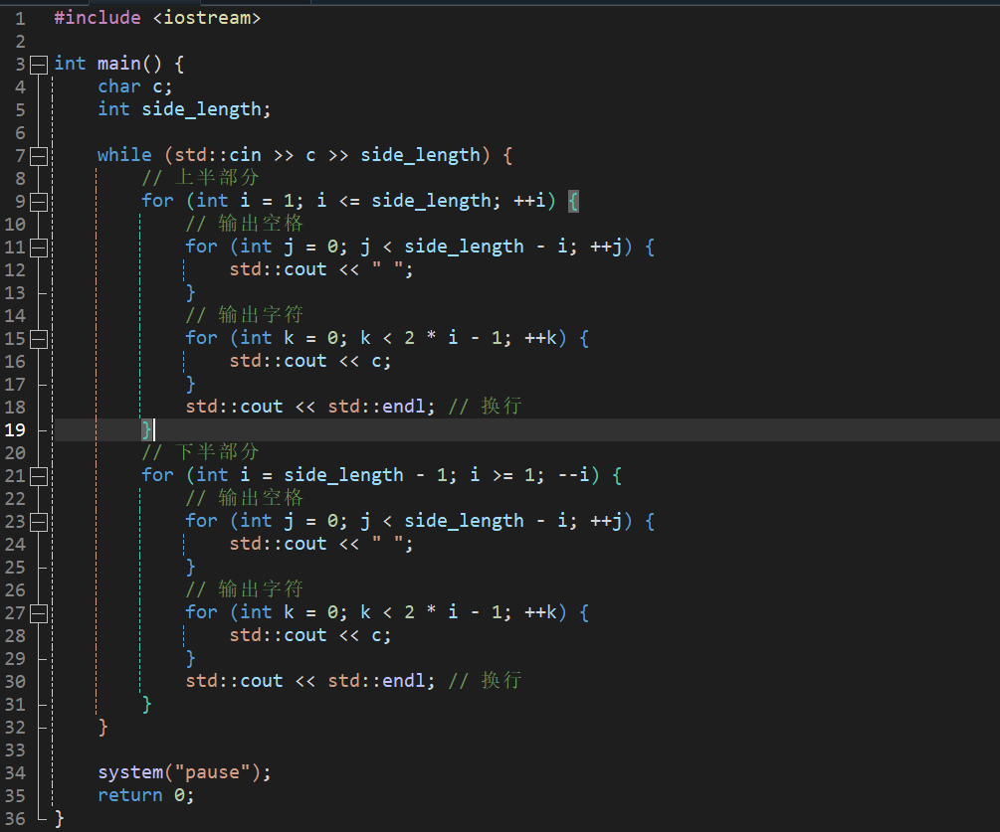 1 #include <iostream>
2
3 int main() {
4     char c;
5     int side_length;
6
7     while (std::cin >> c >> side_length) {
8         // 上半部分
9         for (int i = 1; i <= side_length; ++i) {
10             // 输出空格
11             for (int j = 0; j < side_length - i; ++j) {
12                 std::cout << " ";
13             }
14             // 输出字符
15             for (int k = 0; k < 2 * i - 1; ++k) {
16                 std::cout << c;
17             }
18             std::cout << std::endl; // 换行
19         }
20         // 下半部分
21         for (int i = side_length - 1; i >= 1; --i) {
22             // 输出空格
23             for (int j = 0; j < side_length - i; ++j) {
24                 std::cout << " ";
25             }
26             // 输出字符
27             for (int k = 0; k < 2 * i - 1; ++k) {
28                 std::cout << c;
29             }
30             std::cout << std::endl; // 换行
31         }
32     }
33
34     system("pause");
35     return 0;
36 }